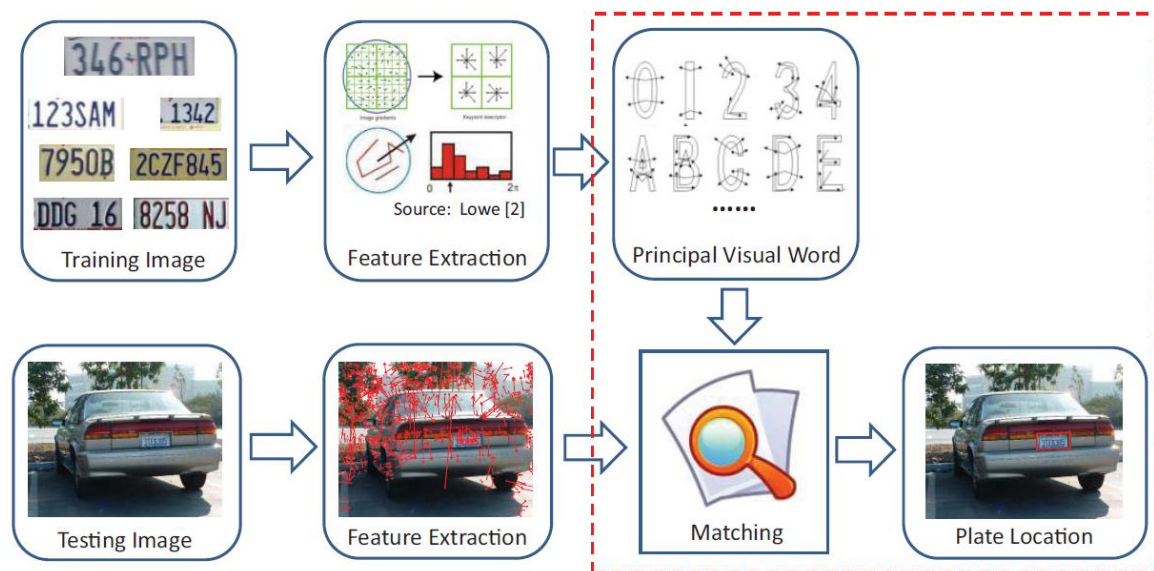 346-RPH
123SAM
1342
7950B
2CZF845
DDG 16
8258 NJ
Training Image
Image gradients
Keypoint descriptor
0
2π
Source: Lowe [2]
Feature Extraction
0 1 2 3 4
A B C D E
......
Principal Visual Word
Testing Image
Feature Extraction
Matching
Plate Location